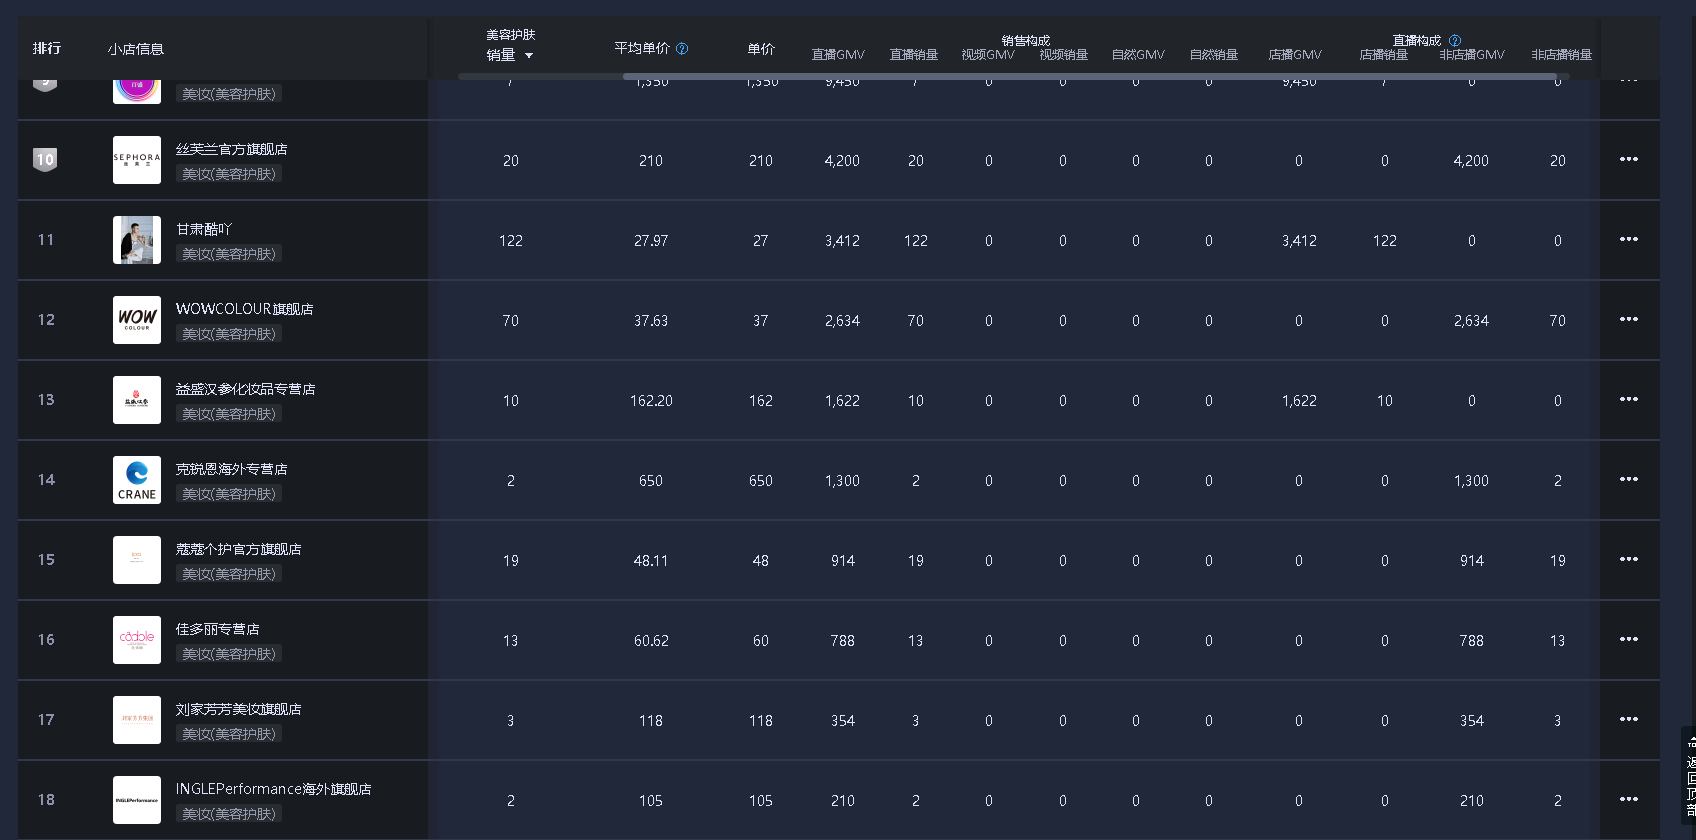 排行 小店信息 美容护肤 销量 平均单价 单价 销售构成 直播构成
直播GMV 直播销量 视频GMV 视频销量 自然GMV 自然销量 店播GMV 店播销量 非店播GMV 非店播销量
9 7 1,350 1,350 9,450 7 0 0 0 0 9,450 7 0 0
美妆(美容护肤)
SEPHORA
丝芙兰官方旗舰店
10 20 210 210 4,200 20 0 0 0 0 0 0 4,200 20
美妆(美容护肤)
甘肃酷吖
11 122 27.97 27 3,412 122 0 0 0 0 3,412 122 0 0
美妆(美容护肤)
WOW
COLOUR
WOWCOLOUR旗舰店
12 70 37.63 37 2,634 70 0 0 0 0 0 0 2,634 70
美妆(美容护肤)
益盛汉参化妆品专营店
13 10 162.20 162 1,622 10 0 0 0 0 1,622 10 0 0
美妆(美容护肤)
CRANE
克锐恩海外专营店
14 2 650 650 1,300 2 0 0 0 0 0 0 1,300 2
美妆(美容护肤)
蔻蔻个护官方旗舰店
15 19 48.11 48 914 19 0 0 0 0 0 0 914 19
美妆(美容护肤)
佳多丽专营店
16 13 60.62 60 788 13 0 0 0 0 0 0 788 13
美妆(美容护肤)
刘家芳芳美妆旗舰店
17 3 118 118 354 3 0 0 0 0 0 0 354 3
美妆(美容护肤)
INGLEPerformance
INGLEPerformance海外旗舰店
18 2 105 105 210 2 0 0 0 0 0 0 210 2
美妆(美容护肤)
返回顶部